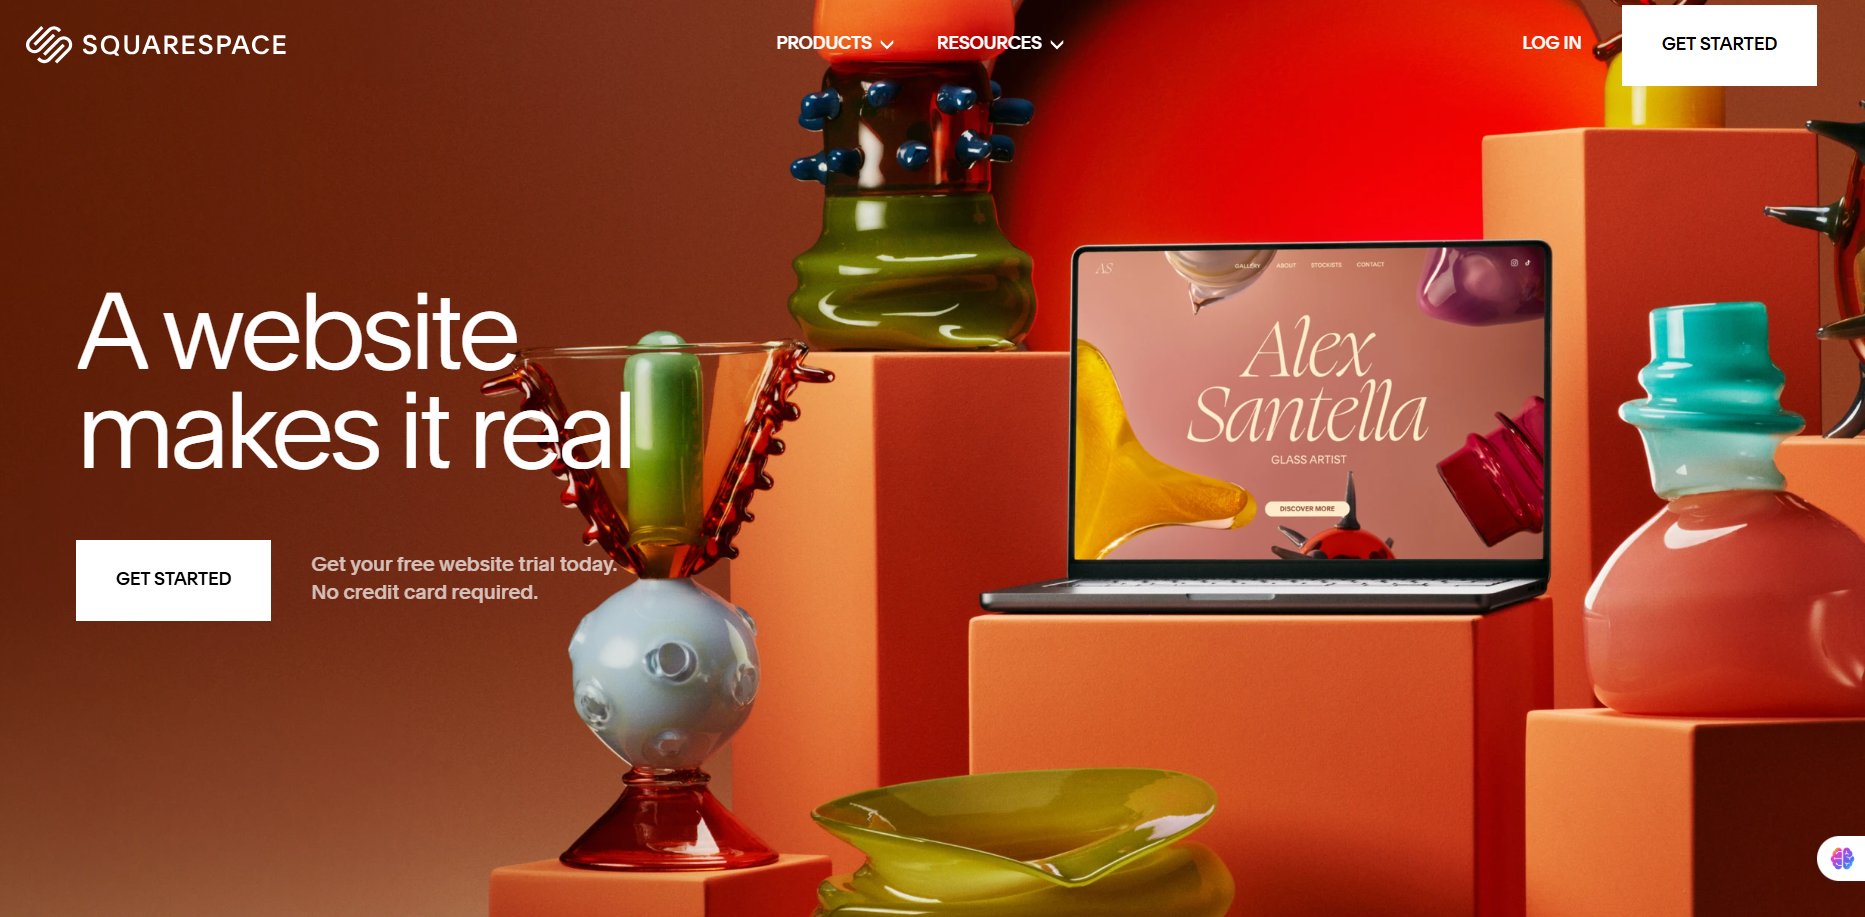 SQUARESPACE
PRODUCTS
RESOURCES
LOG IN
GET STARTED
A website
makes it real
GET STARTED
Get your free website trial today.
No credit card required.
AS
GALLERY
ABOUT
STOCKISTS
CONTACT
Alex
Santella
GLASS ARTIST
DISCOVER MORE